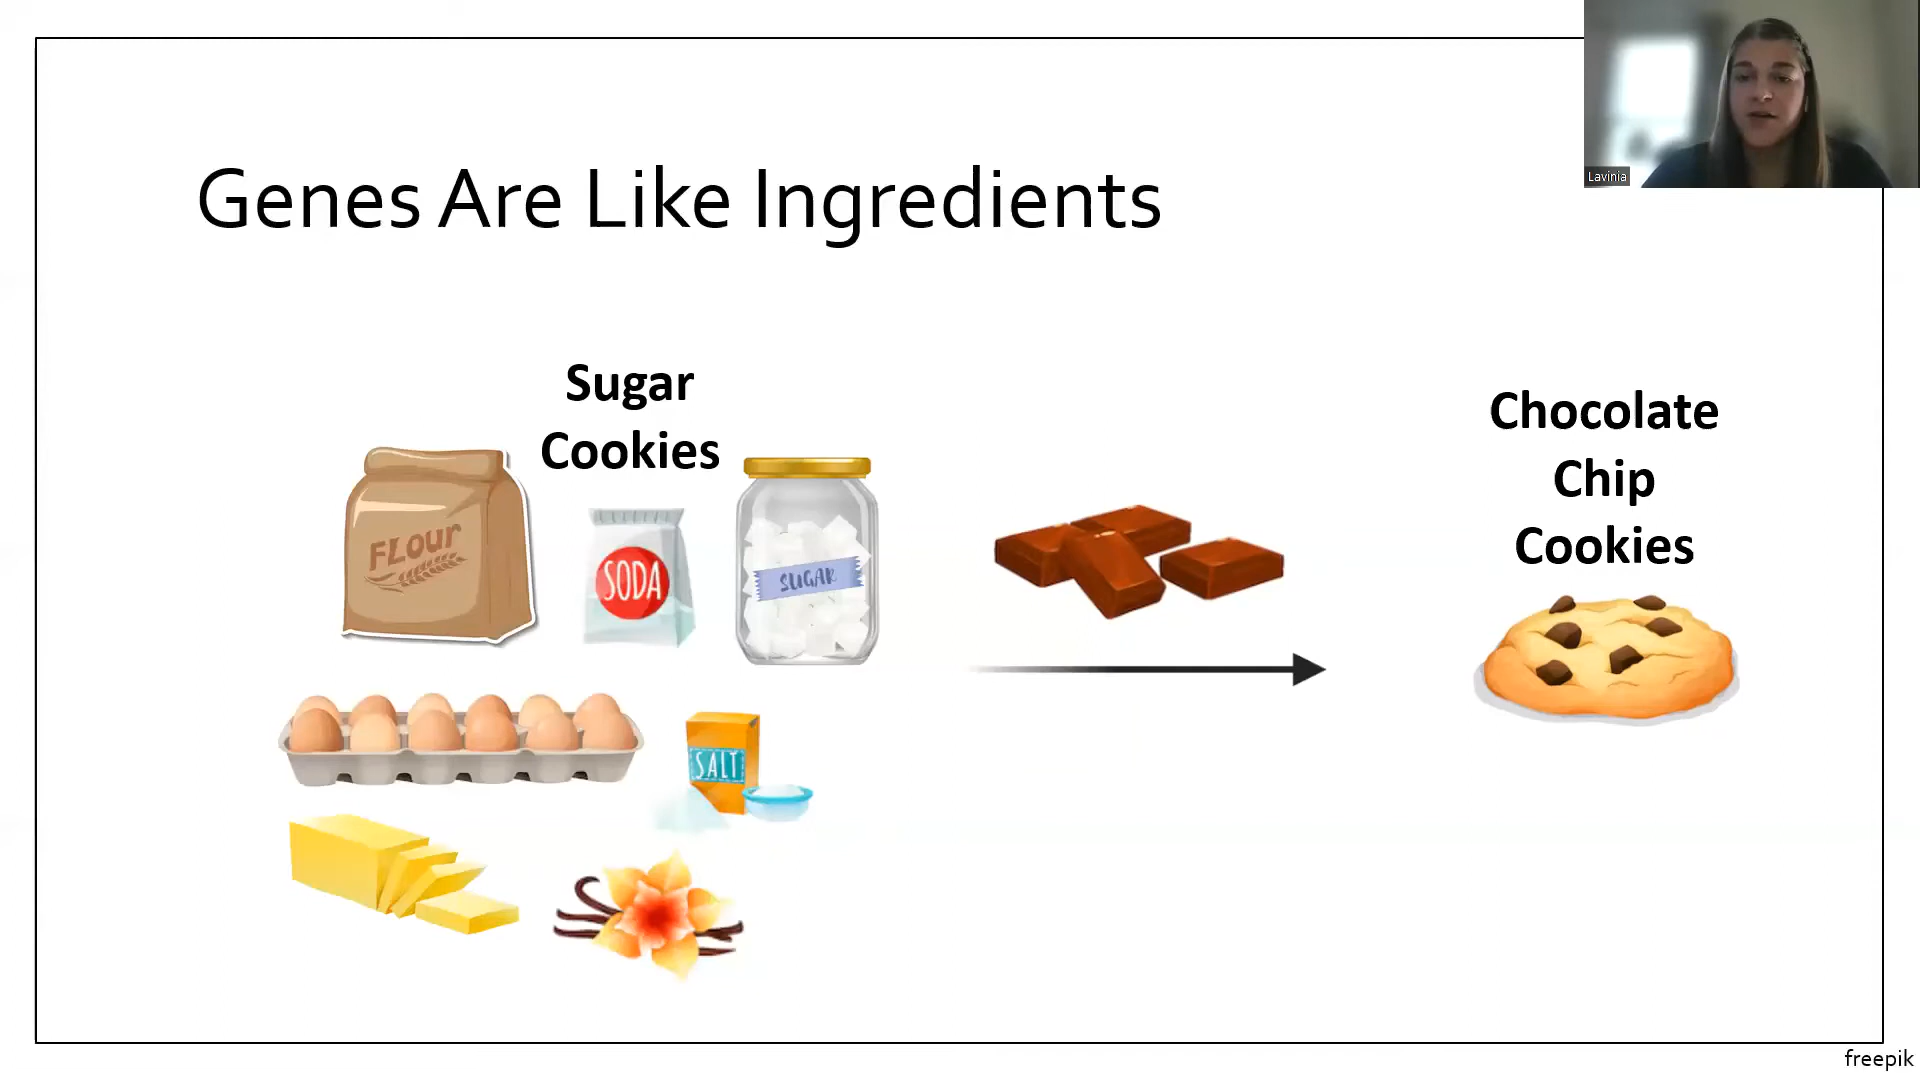 Lavinia
Genes Are Like Ingredients
Sugar
Cookies
Chocolate
Chip
Cookies
FLOUR
SODA
SUGAR
SALT
freepik